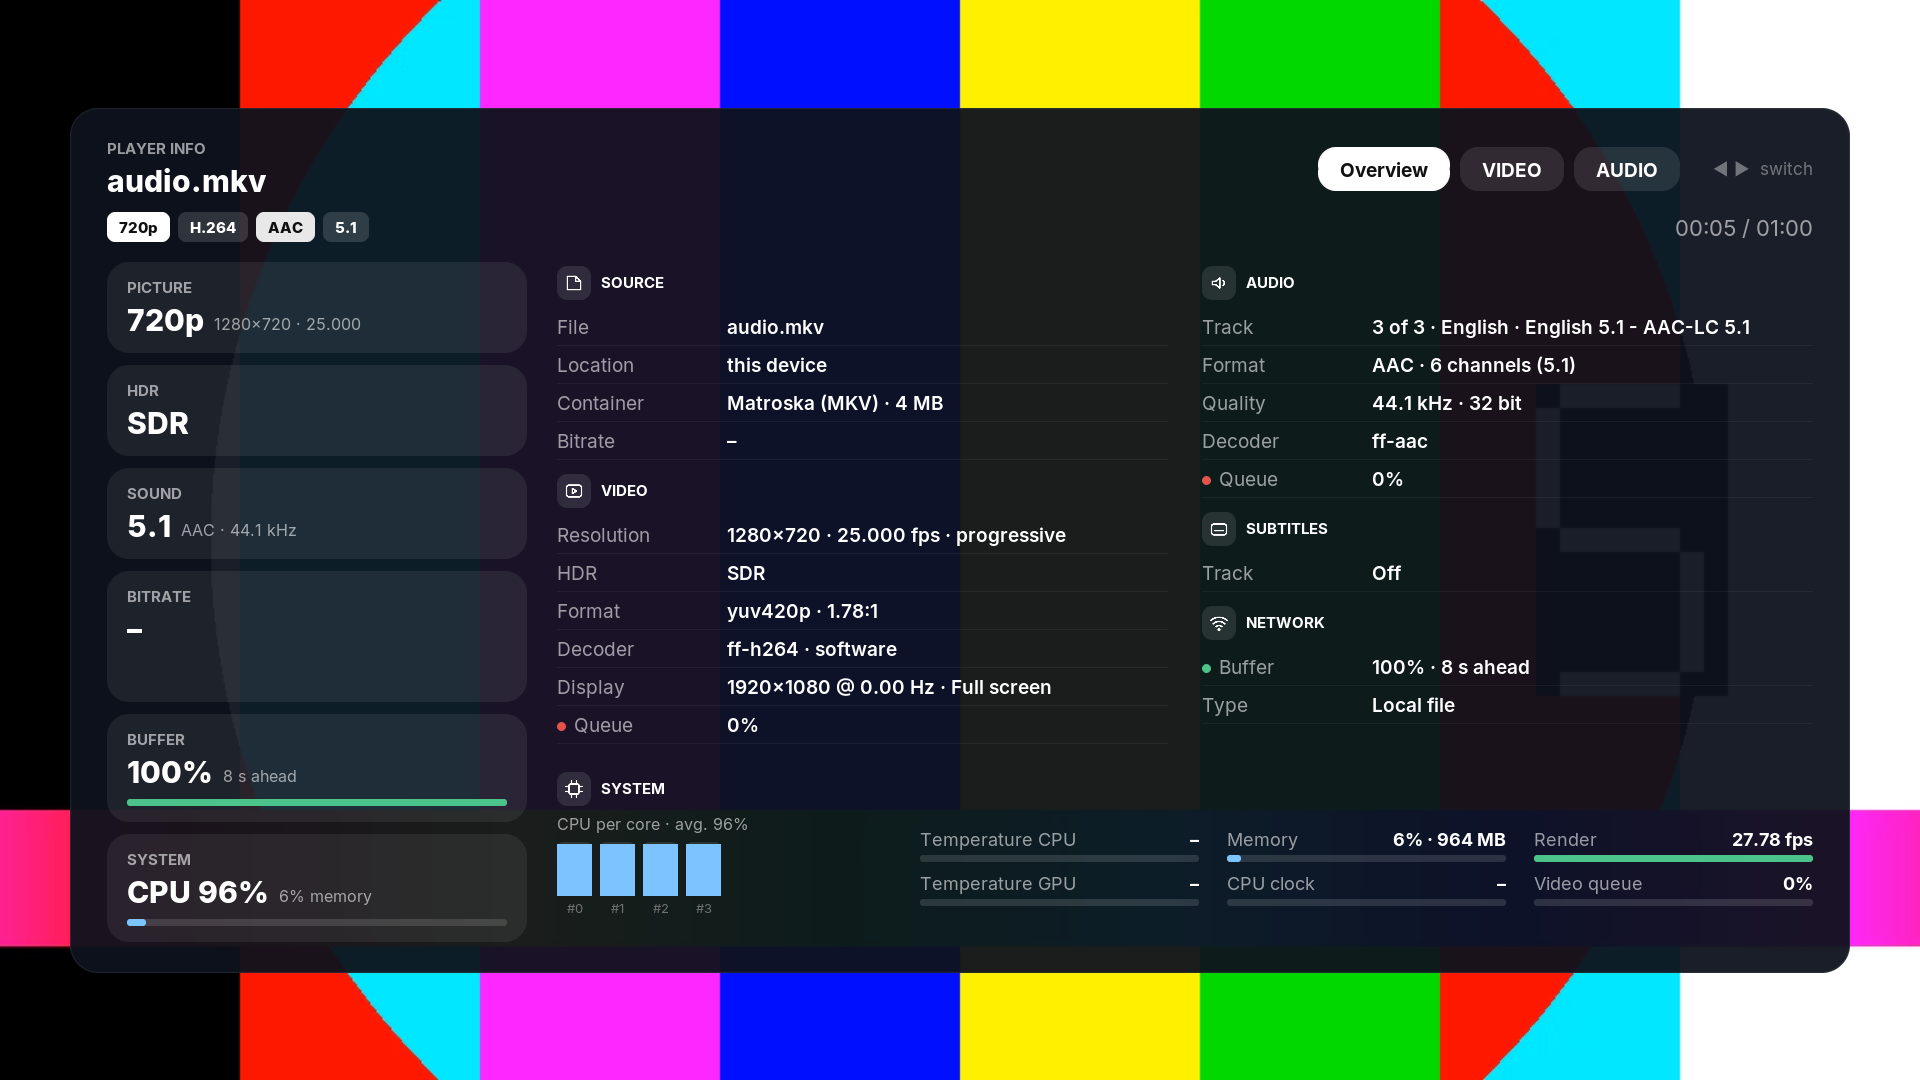 PLAYER INFO
audio.mkv
720p H.264 AAC 5.1
Overview VIDEO AUDIO ◀ ▶ switch
00:05 / 01:00
PICTURE
720p 1280×720 · 25.000
HDR
SDR
SOUND
5.1 AAC · 44.1 kHz
BITRATE
–
BUFFER
100% 8 s ahead
SYSTEM
CPU 96% 6% memory
SOURCE
File audio.mkv
Location this device
Container Matroska (MKV) · 4 MB
Bitrate –
VIDEO
Resolution 1280×720 · 25.000 fps · progressive
HDR SDR
Format yuv420p · 1.78:1
Decoder ff-h264 · software
Display 1920×1080 @ 0.00 Hz · Full screen
Queue 0%
AUDIO
Track 3 of 3 · English · English 5.1 - AAC-LC 5.1
Format AAC · 6 channels (5.1)
Quality 44.1 kHz · 32 bit
Decoder ff-aac
Queue 0%
SUBTITLES
Track Off
NETWORK
Buffer 100% · 8 s ahead
Type Local file
SYSTEM
CPU per core · avg. 96%
#0 #1 #2 #3
Temperature CPU –
Temperature GPU –
Memory 6% · 964 MB
CPU clock –
Render 27.78 fps
Video queue 0%
5